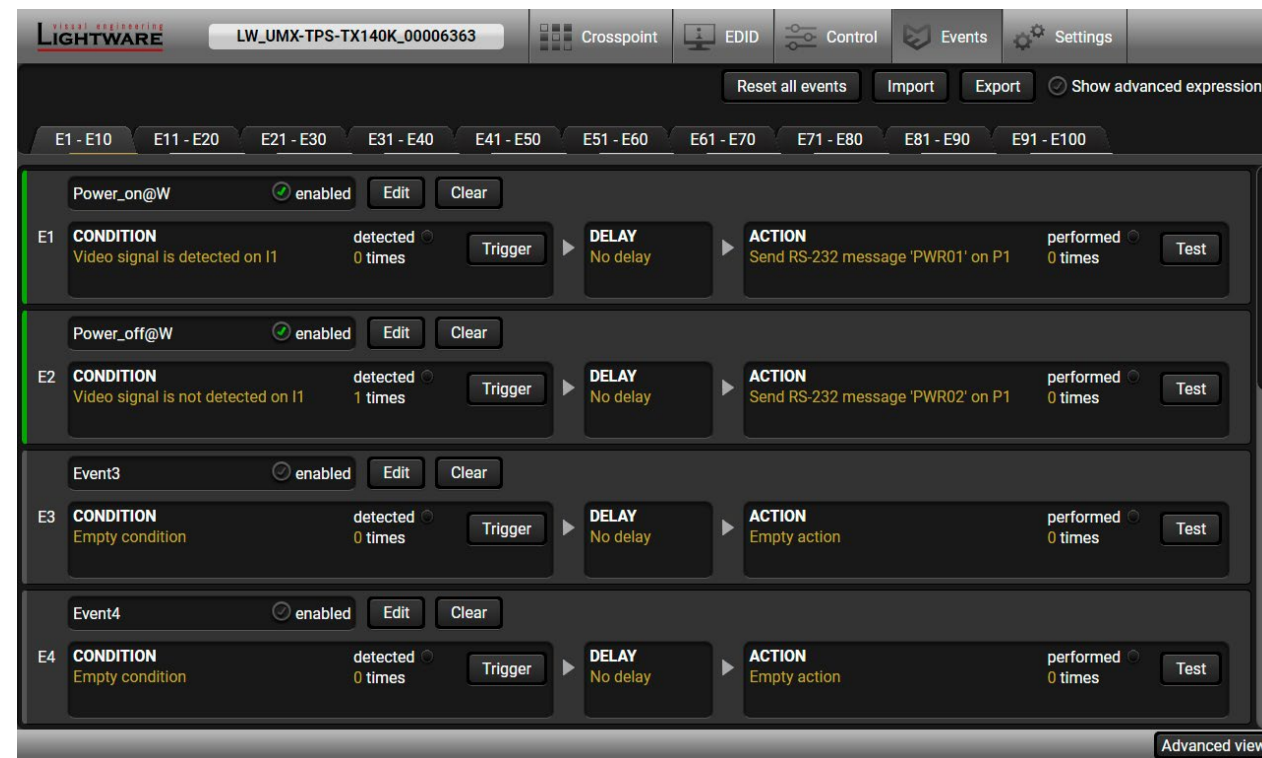 visual engineering
LIGHTWARE
LW_UMX-TPS-TX140K_00006363
Crosspoint
EDID
Control
Events
Settings
Reset all events
Import
Export
Show advanced expression
E1 - E10
E11 - E20
E21 - E30
E31 - E40
E41 - E50
E51 - E60
E61 - E70
E71 - E80
E81 - E90
E91 - E100
Power_on@W
enabled
Edit
Clear
E1
CONDITION
Video signal is detected on I1
detected
0 times
Trigger
DELAY
No delay
ACTION
Send RS-232 message 'PWR01' on P1
performed
0 times
Test
Power_off@W
enabled
Edit
Clear
E2
CONDITION
Video signal is not detected on I1
detected
1 times
Trigger
DELAY
No delay
ACTION
Send RS-232 message 'PWR02' on P1
performed
0 times
Test
Event3
enabled
Edit
Clear
E3
CONDITION
Empty condition
detected
0 times
Trigger
DELAY
No delay
ACTION
Empty action
performed
0 times
Test
Event4
enabled
Edit
Clear
E4
CONDITION
Empty condition
detected
0 times
Trigger
DELAY
No delay
ACTION
Empty action
performed
0 times
Test
Advanced view